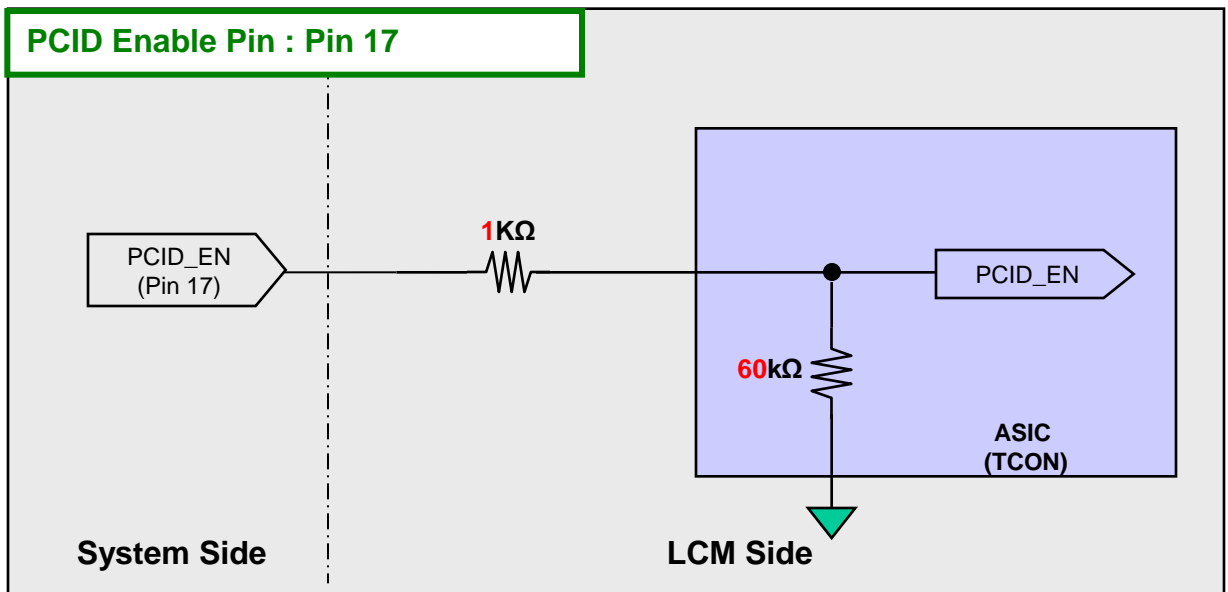 PCID Enable Pin : Pin 17
1KΩ
PCID_EN
(Pin 17)
PCID_EN
60kΩ
ASIC
(TCON)
System Side
LCM Side